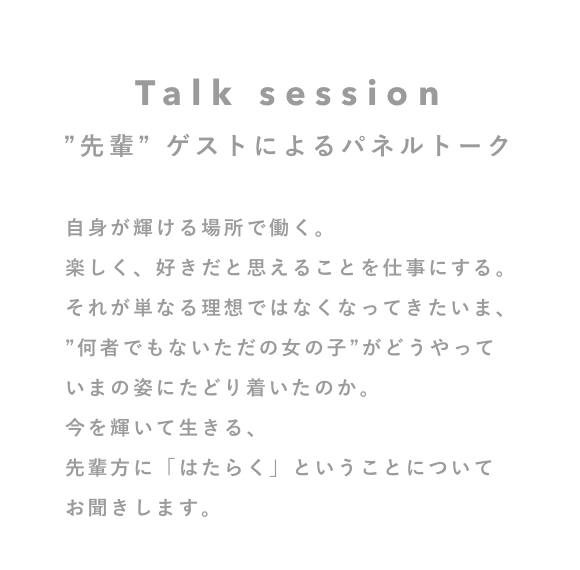 Talk session
”先輩” ゲストによるパネルトーク
自身が輝ける場所で働く。
楽しく、好きだと思えることを仕事にする。
それが単なる理想ではなくなってきたいま、
”何者でもないただの女の子”がどうやって
いまの姿にたどり着いたのか。
今を輝いて生きる、
先輩方に「はたらく」ということについて
お聞きします。